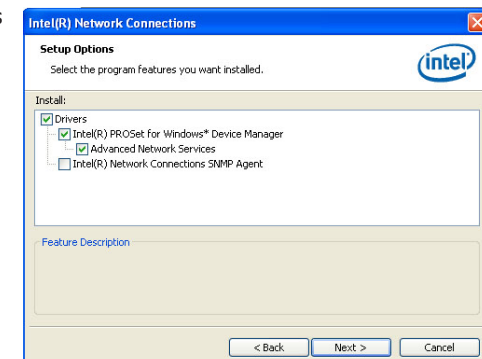 s
Intel(R) Network Connections
Setup Options
Select the program features you want installed.
intel
Install:
Drivers
Intel(R) PROSet for Windows* Device Manager
Advanced Network Services
Intel(R) Network Connections SNMP Agent
Feature Description
< Back
Next >
Cancel